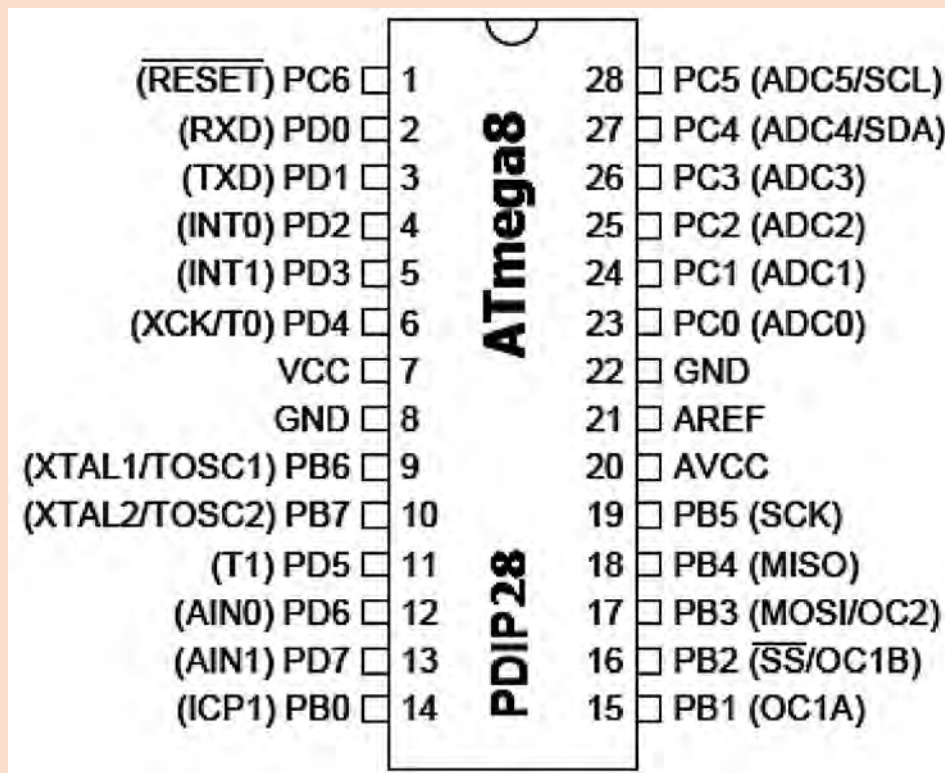 (RESET) PC6 1
(RXD) PD0 2
(TXD) PD1 3
(INT0) PD2 4
(INT1) PD3 5
(XCK/T0) PD4 6
VCC 7
GND 8
(XTAL1/TOSC1) PB6 9
(XTAL2/TOSC2) PB7 10
(T1) PD5 11
(AIN0) PD6 12
(AIN1) PD7 13
(ICP1) PB0 14
ATmega8
PDIP28
28 PC5 (ADC5/SCL)
27 PC4 (ADC4/SDA)
26 PC3 (ADC3)
25 PC2 (ADC2)
24 PC1 (ADC1)
23 PC0 (ADC0)
22 GND
21 AREF
20 AVCC
19 PB5 (SCK)
18 PB4 (MISO)
17 PB3 (MOSI/OC2)
16 PB2 (SS/OC1B)
15 PB1 (OC1A)